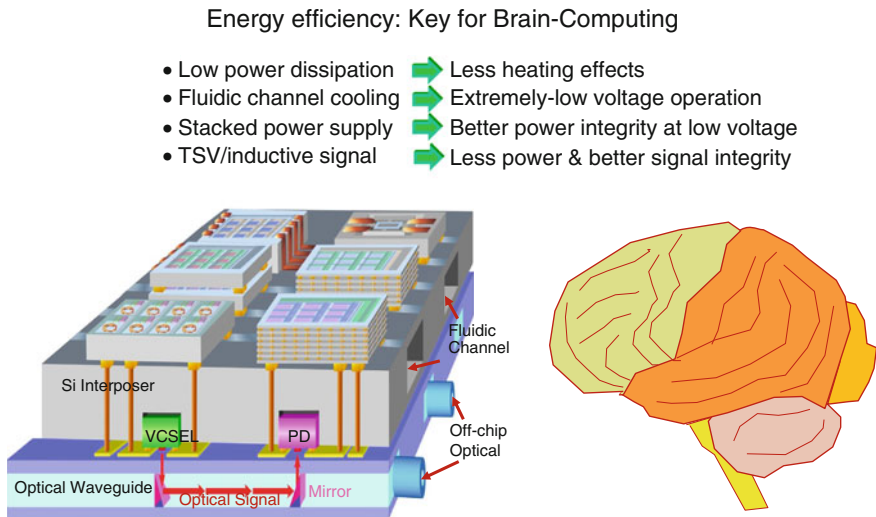 Energy efficiency: Key for Brain-Computing
• Low power dissipation Less heating effects
• Fluidic channel cooling Extremely-low voltage operation
• Stacked power supply Better power integrity at low voltage
• TSV/inductive signal Less power & better signal integrity
Fluidic
Channel
Si Interposer
VCSEL
PD
Off-chip
Optical
Optical Waveguide
Optical Signal
Mirror